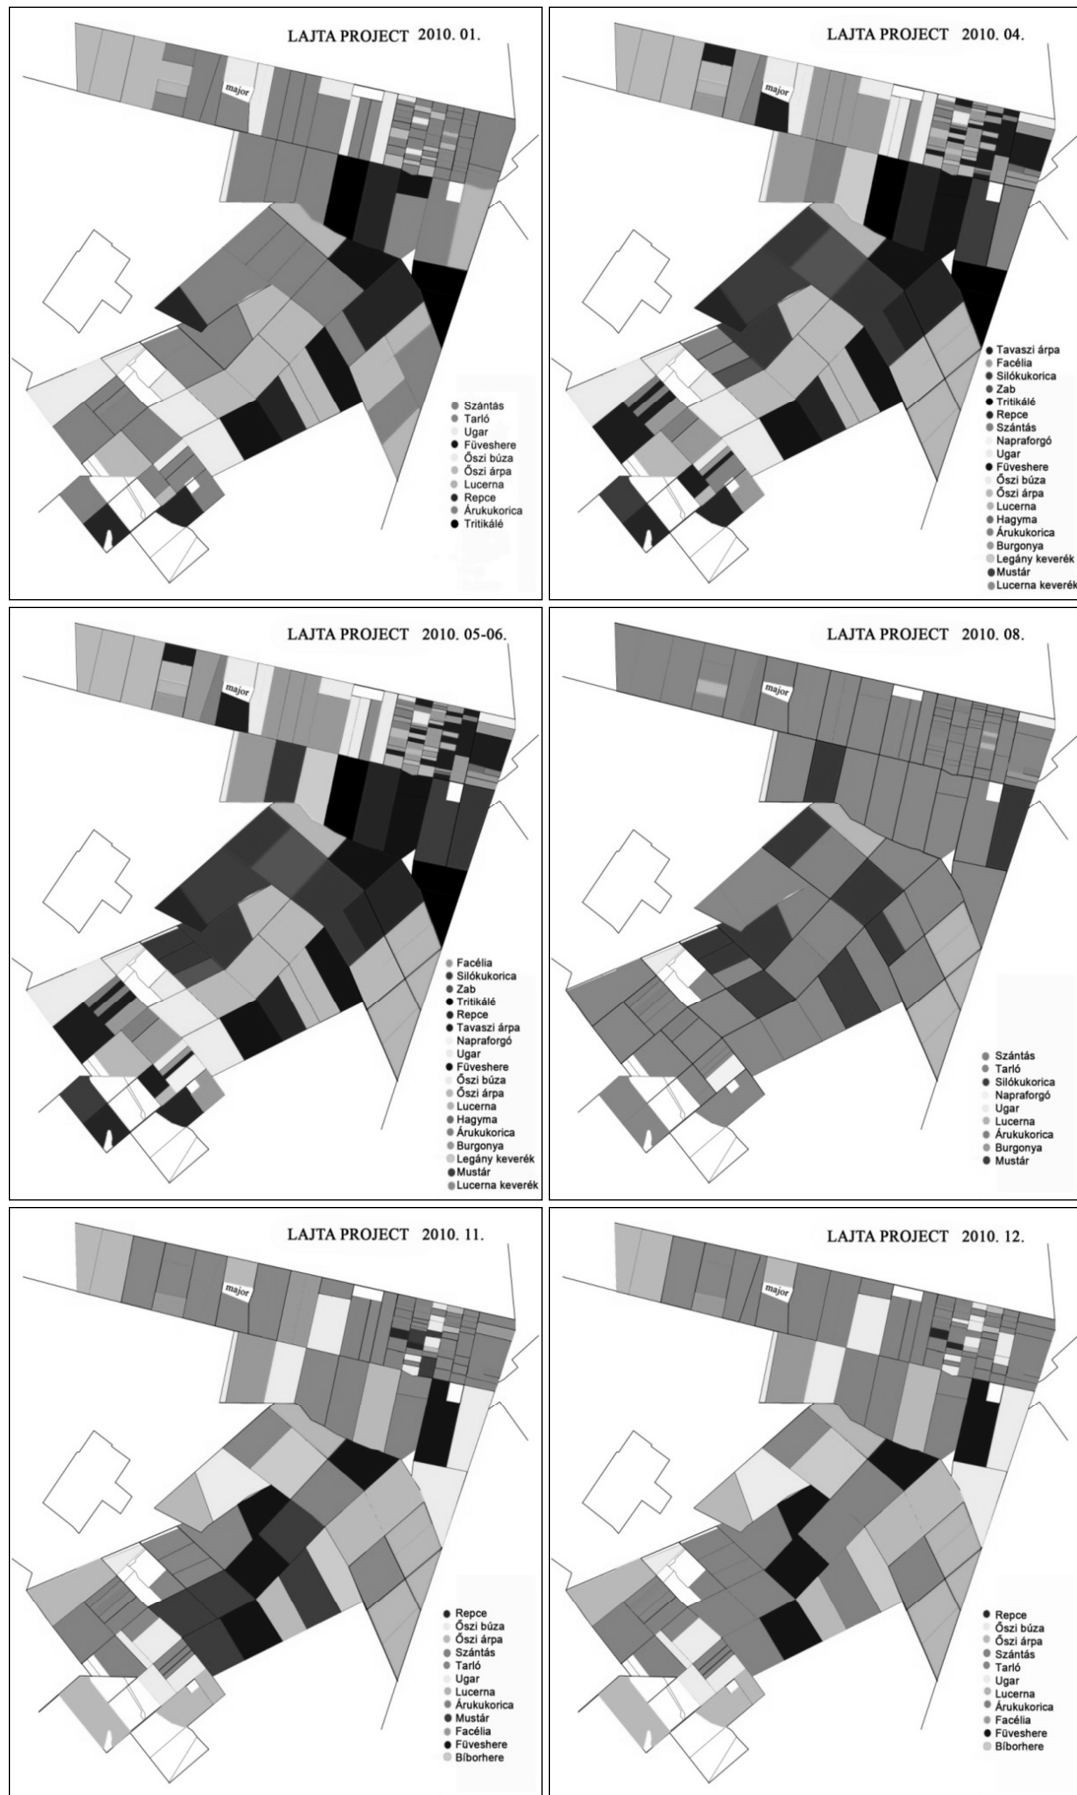 LAJTA PROJECT 2010. 01.
major
Szántás
Tarló
Ugar
Füveshere
Őszi búza
Őszi árpa
Lucerna
Repce
Árukukorica
Tritikálé
LAJTA PROJECT 2010. 04.
major
Tavaszi árpa
Facélia
Silókukorica
Zab
Tritikálé
Repce
Szántás
Napraforgó
Ugar
Füveshere
Őszi búza
Őszi árpa
Lucerna
Hagyma
Árukukorica
Burgonya
Legány keverék
Mustár
Lucerna keverék
LAJTA PROJECT 2010. 05-06.
major
Facélia
Silókukorica
Zab
Tritikálé
Repce
Tavaszi árpa
Napraforgó
Ugar
Füveshere
Őszi búza
Őszi árpa
Lucerna
Hagyma
Árukukorica
Burgonya
Legány keverék
Mustár
Lucerna keverék
LAJTA PROJECT 2010. 08.
major
Szántás
Tarló
Silókukorica
Napraforgó
Ugar
Lucerna
Árukukorica
Burgonya
Mustár
LAJTA PROJECT 2010. 11.
major
Repce
Őszi búza
Őszi árpa
Szántás
Tarló
Ugar
Lucerna
Árukukorica
Mustár
Facélia
Füveshere
Bíborhere
LAJTA PROJECT 2010. 12.
major
Repce
Őszi búza
Őszi árpa
Szántás
Tarló
Ugar
Lucerna
Árukukorica
Facélia
Füveshere
Bíborhere